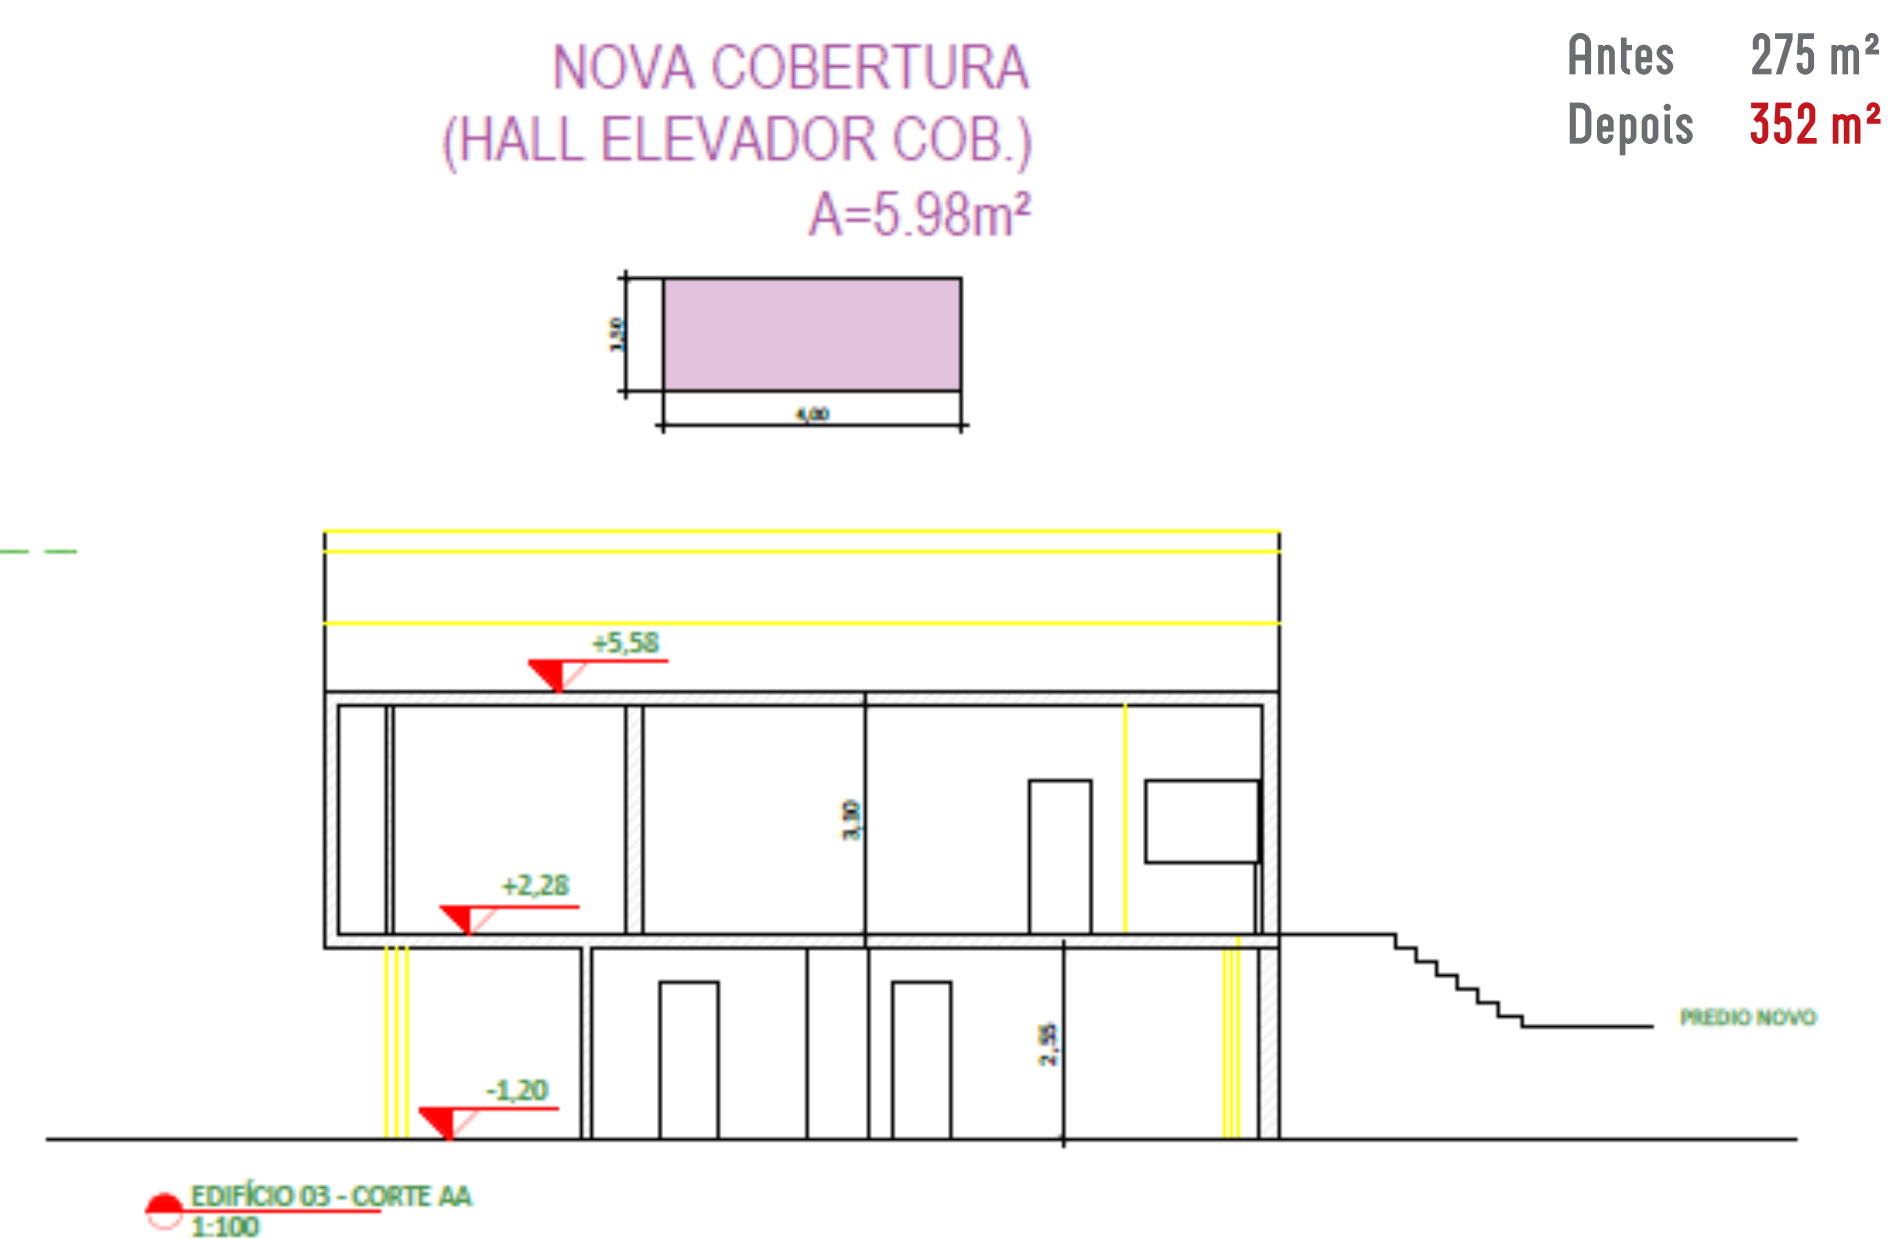 NOVA COBERTURA
(HALL ELEVADOR COB.)
A=5.98m²
Antes 275 m²
Depois 352 m²
1,50
4,00
+5,58
3,30
+2,28
2,55
PREDIO NOVO
-1,20
EDIFÍCIO 03 - CORTE AA
1:100